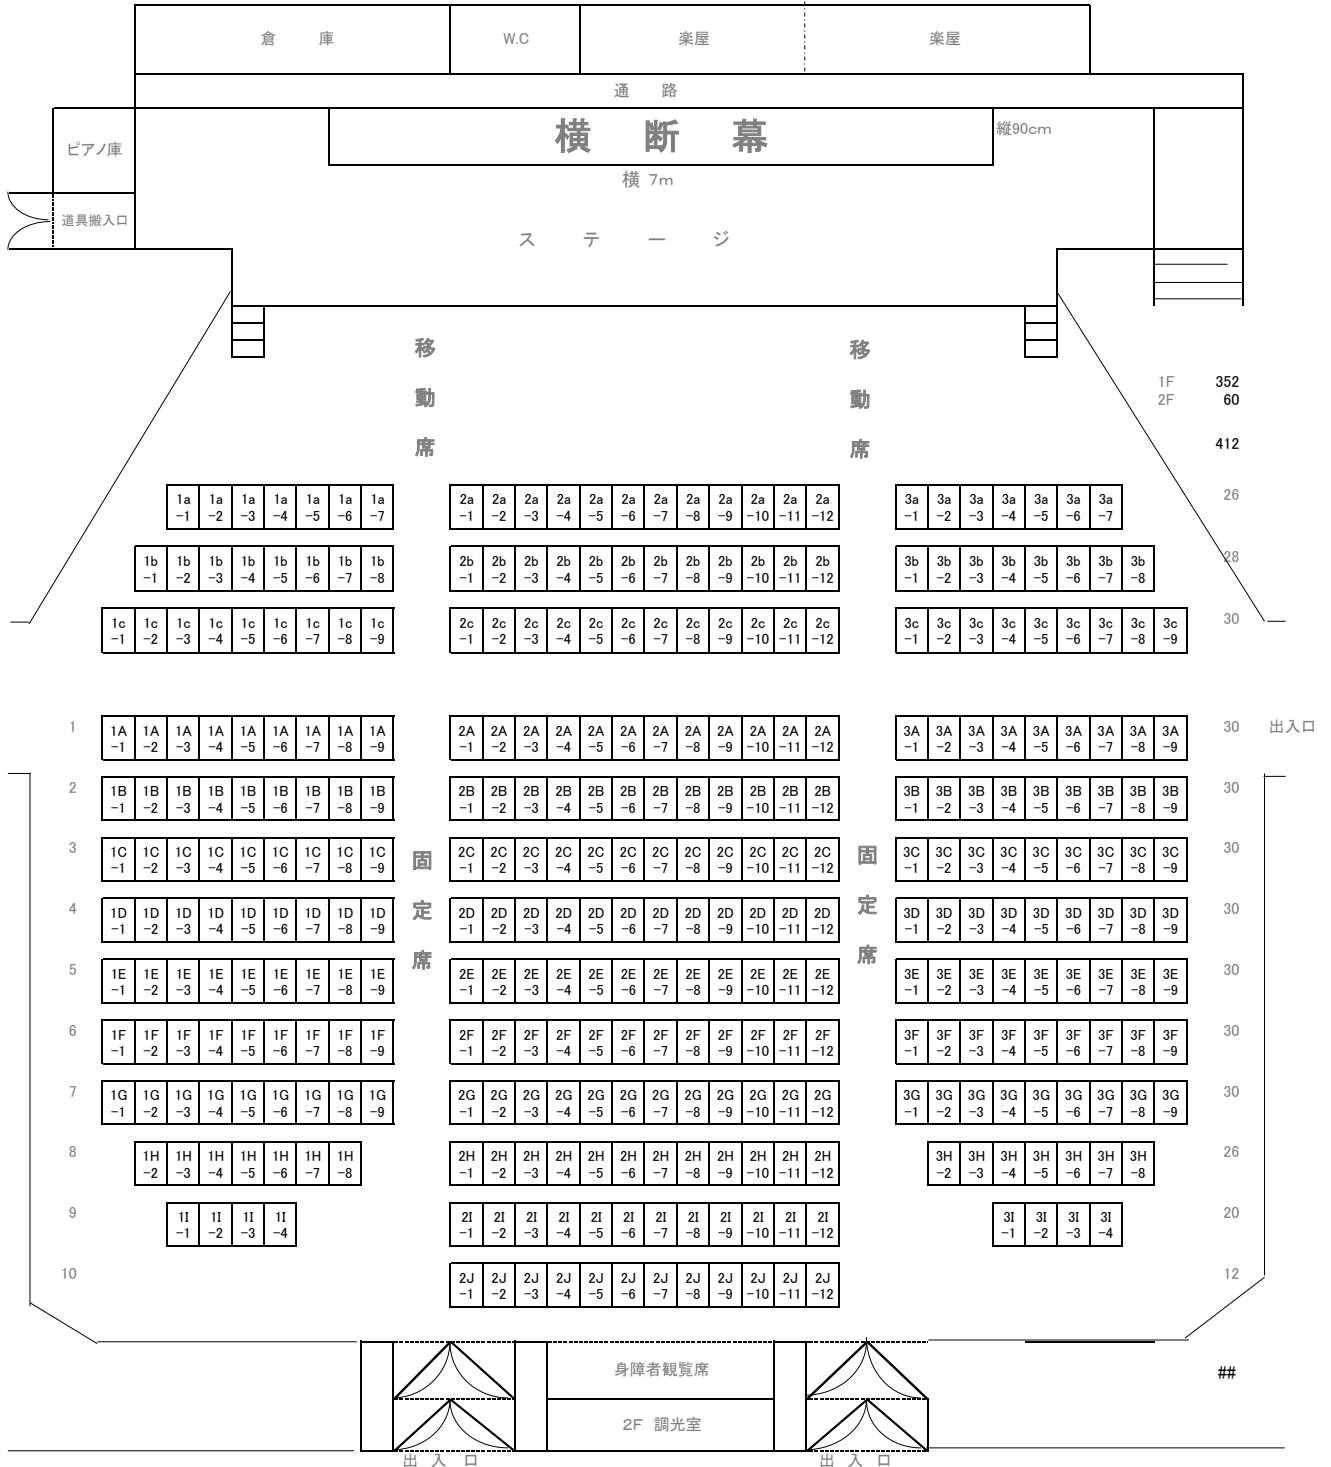 倉 庫 W.C 楽屋 楽屋
通 路
横 断 幕 縦90cm
ピアノ庫
横 7m
道具搬入口
ス テ ー ジ
移 動 席
移 動 席
1F 352
2F 60
412
1a 1a 1a 1a 1a 1a 1a 2a 2a 2a 2a 2a 2a 2a 2a 2a 2a 2a 2a 3a 3a 3a 3a 3a 3a 3a 26
-1 -2 -3 -4 -5 -6 -7 -1 -2 -3 -4 -5 -6 -7 -8 -9 -10 -11 -12 -1 -2 -3 -4 -5 -6 -7
1b 1b 1b 1b 1b 1b 1b 1b 2b 2b 2b 2b 2b 2b 2b 2b 2b 2b 2b 2b 3b 3b 3b 3b 3b 3b 3b 3b 28
-1 -2 -3 -4 -5 -6 -7 -8 -1 -2 -3 -4 -5 -6 -7 -8 -9 -10 -11 -12 -1 -2 -3 -4 -5 -6 -7 -8
1c 1c 1c 1c 1c 1c 1c 1c 1c 2c 2c 2c 2c 2c 2c 2c 2c 2c 2c 2c 2c 3c 3c 3c 3c 3c 3c 3c 3c 3c 30
-1 -2 -3 -4 -5 -6 -7 -8 -9 -1 -2 -3 -4 -5 -6 -7 -8 -9 -10 -11 -12 -1 -2 -3 -4 -5 -6 -7 -8 -9
1 1A 1A 1A 1A 1A 1A 1A 1A 1A 2A 2A 2A 2A 2A 2A 2A 2A 2A 2A 2A 2A 3A 3A 3A 3A 3A 3A 3A 3A 3A 30 出入口
-1 -2 -3 -4 -5 -6 -7 -8 -9 -1 -2 -3 -4 -5 -6 -7 -8 -9 -10 -11 -12 -1 -2 -3 -4 -5 -6 -7 -8 -9
2 1B 1B 1B 1B 1B 1B 1B 1B 1B 2B 2B 2B 2B 2B 2B 2B 2B 2B 2B 2B 2B 3B 3B 3B 3B 3B 3B 3B 3B 3B 30
-1 -2 -3 -4 -5 -6 -7 -8 -9 -1 -2 -3 -4 -5 -6 -7 -8 -9 -10 -11 -12 -1 -2 -3 -4 -5 -6 -7 -8 -9
3 1C 1C 1C 1C 1C 1C 1C 1C 1C 2C 2C 2C 2C 2C 2C 2C 2C 2C 2C 2C 2C 3C 3C 3C 3C 3C 3C 3C 3C 3C 30
-1 -2 -3 -4 -5 -6 -7 -8 -9 -1 -2 -3 -4 -5 -6 -7 -8 -9 -10 -11 -12 -1 -2 -3 -4 -5 -6 -7 -8 -9
固 定 席
固 定 席
4 1D 1D 1D 1D 1D 1D 1D 1D 1D 2D 2D 2D 2D 2D 2D 2D 2D 2D 2D 2D 2D 3D 3D 3D 3D 3D 3D 3D 3D 3D 30
-1 -2 -3 -4 -5 -6 -7 -8 -9 -1 -2 -3 -4 -5 -6 -7 -8 -9 -10 -11 -12 -1 -2 -3 -4 -5 -6 -7 -8 -9
5 1E 1E 1E 1E 1E 1E 1E 1E 1E 2E 2E 2E 2E 2E 2E 2E 2E 2E 2E 2E 2E 3E 3E 3E 3E 3E 3E 3E 3E 3E 30
-1 -2 -3 -4 -5 -6 -7 -8 -9 -1 -2 -3 -4 -5 -6 -7 -8 -9 -10 -11 -12 -1 -2 -3 -4 -5 -6 -7 -8 -9
6 1F 1F 1F 1F 1F 1F 1F 1F 1F 2F 2F 2F 2F 2F 2F 2F 2F 2F 2F 2F 2F 3F 3F 3F 3F 3F 3F 3F 3F 3F 30
-1 -2 -3 -4 -5 -6 -7 -8 -9 -1 -2 -3 -4 -5 -6 -7 -8 -9 -10 -11 -12 -1 -2 -3 -4 -5 -6 -7 -8 -9
7 1G 1G 1G 1G 1G 1G 1G 1G 1G 2G 2G 2G 2G 2G 2G 2G 2G 2G 2G 2G 2G 3G 3G 3G 3G 3G 3G 3G 3G 3G 30
-1 -2 -3 -4 -5 -6 -7 -8 -9 -1 -2 -3 -4 -5 -6 -7 -8 -9 -10 -11 -12 -1 -2 -3 -4 -5 -6 -7 -8 -9
8 1H 1H 1H 1H 1H 1H 1H 2H 2H 2H 2H 2H 2H 2H 2H 2H 2H 2H 2H 3H 3H 3H 3H 3H 3H 3H 26
-2 -3 -4 -5 -6 -7 -8 -1 -2 -3 -4 -5 -6 -7 -8 -9 -10 -11 -12 -2 -3 -4 -5 -6 -7 -8
9 1I 1I 1I 1I 2I 2I 2I 2I 2I 2I 2I 2I 2I 2I 2I 2I 3I 3I 3I 3I 20
-1 -2 -3 -4 -1 -2 -3 -4 -5 -6 -7 -8 -9 -10 -11 -12 -1 -2 -3 -4
10 2J 2J 2J 2J 2J 2J 2J 2J 2J 2J 2J 2J 12
-1 -2 -3 -4 -5 -6 -7 -8 -9 -10 -11 -12
身障者観覧席 ##
2F 調光室
出 入 口 出 入 口